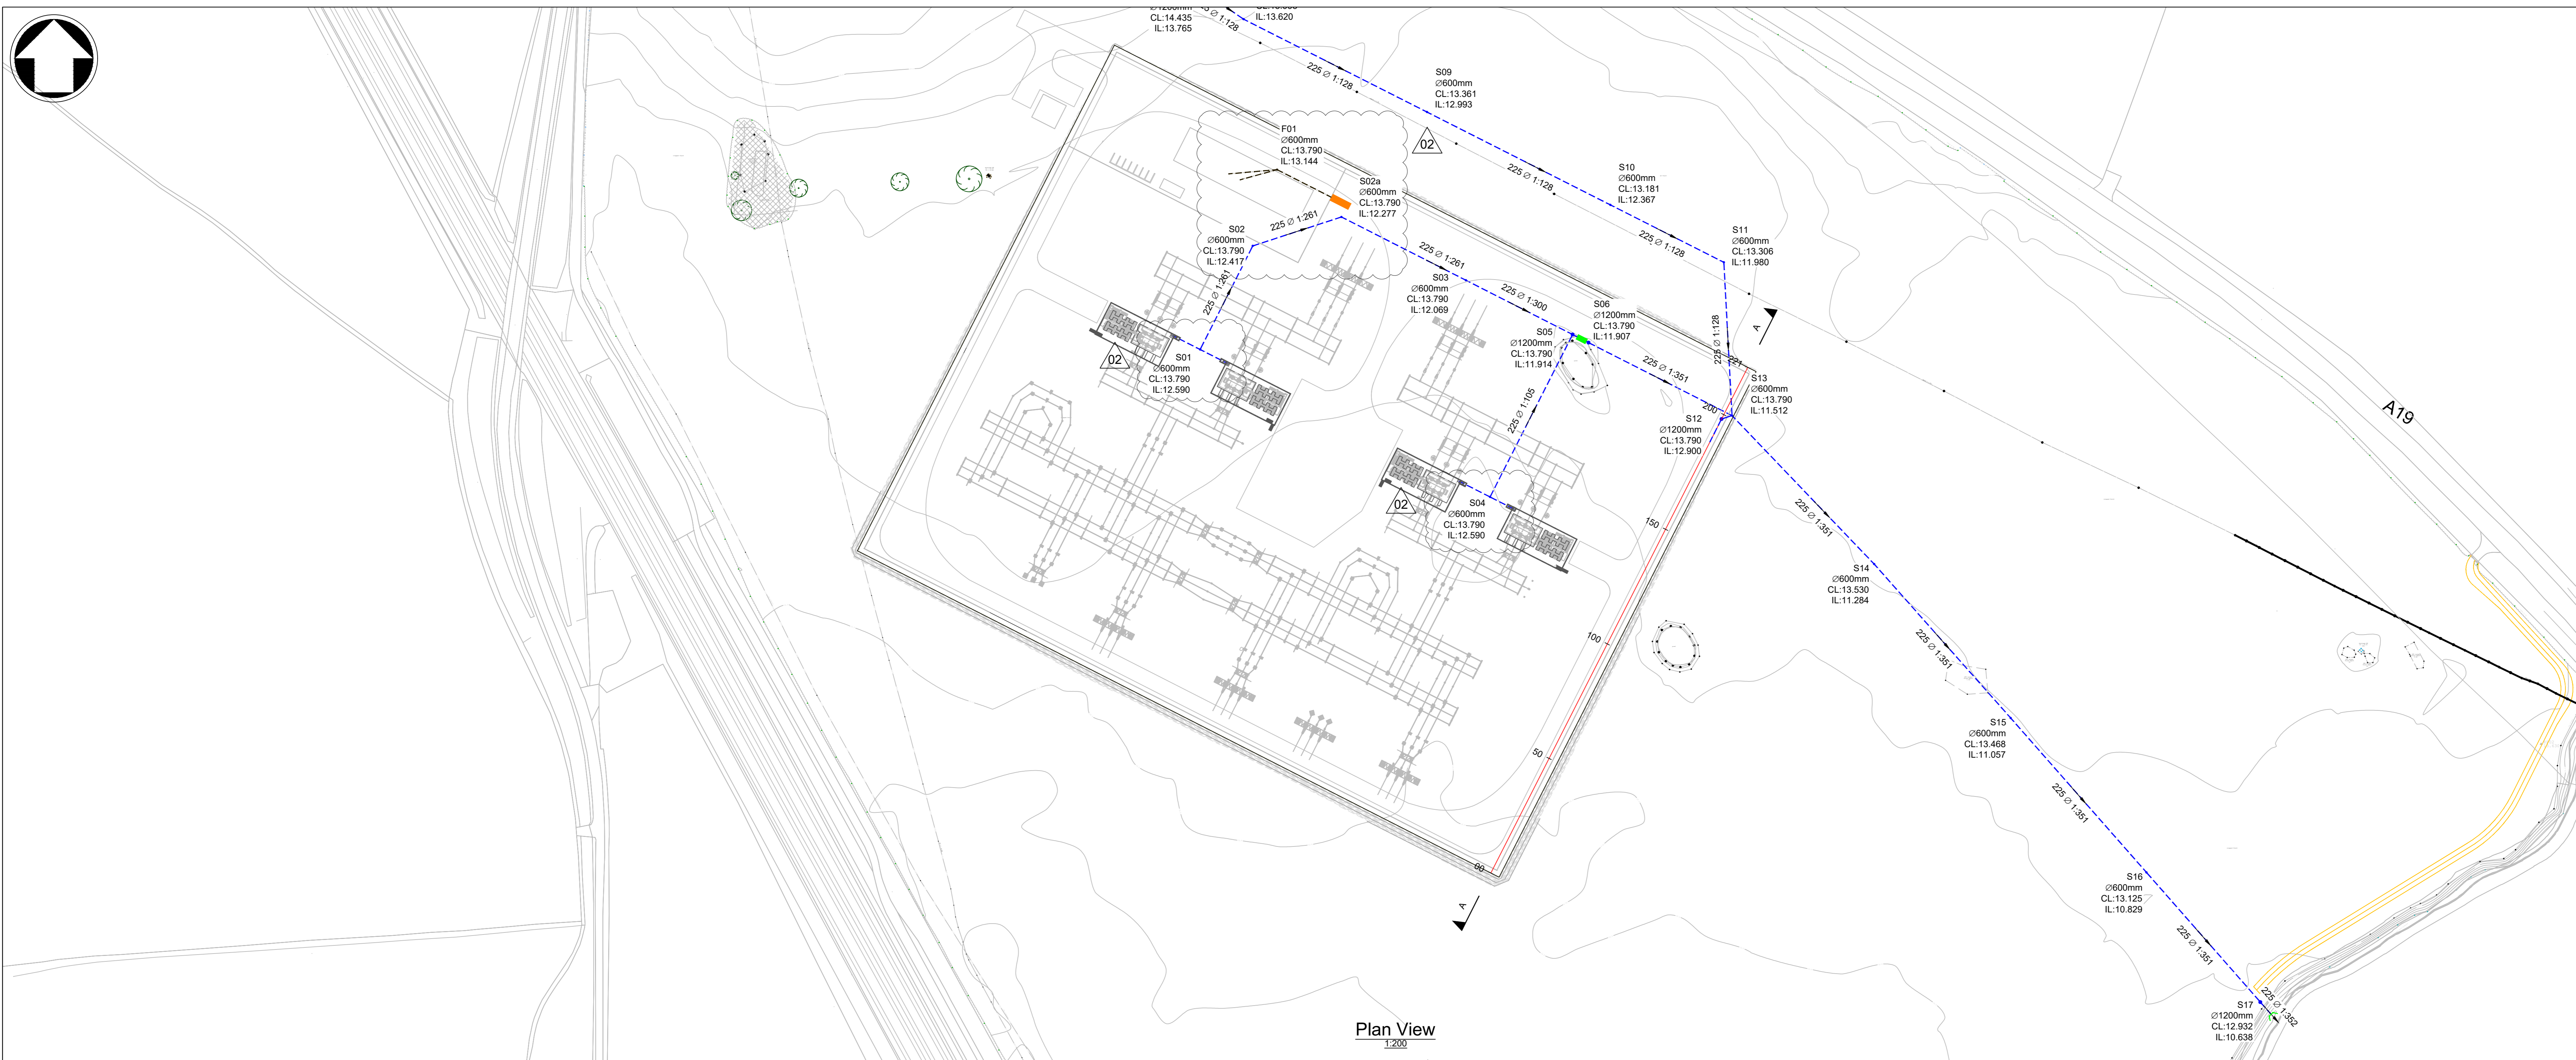 Ø1200mm
CL:14.435
IL:13.765
225 Ø 1:128
IL:13.620
225 Ø 1:128
S09
Ø600mm
CL:13.361
IL:12.993
02
225 Ø 1:128
S10
Ø600mm
CL:13.181
IL:12.367
225 Ø 1:128
S11
Ø600mm
CL:13.306
IL:11.980
225 Ø 1:128
F01
Ø600mm
CL:13.790
IL:13.144
S02a
Ø600mm
CL:13.790
IL:12.277
225 Ø 1:261
S02
Ø600mm
CL:13.790
IL:12.417
225 Ø 1:261
225 Ø 1:261
S03
Ø600mm
CL:13.790
IL:12.069
225 Ø 1:300
S06
Ø1200mm
CL:13.790
IL:11.907
S05
Ø1200mm
CL:13.790
IL:11.914
225 Ø 1:351
A
221
S13
Ø600mm
CL:13.790
IL:11.512
200
S12
Ø1200mm
CL:13.790
IL:12.900
02
S01
Ø600mm
CL:13.790
IL:12.590
225 Ø 1:105
A19
02
S04
Ø600mm
CL:13.790
IL:12.590
150
225 Ø 1:351
S14
Ø600mm
CL:13.530
IL:11.284
100
225 Ø 1:351
S15
Ø600mm
CL:13.468
IL:11.057
50
225 Ø 1:351
00
A
S16
Ø600mm
CL:13.125
IL:10.829
225 Ø 1:351
225 Ø 1:352
S17
Ø1200mm
CL:12.932
IL:10.638
Plan View
1:200